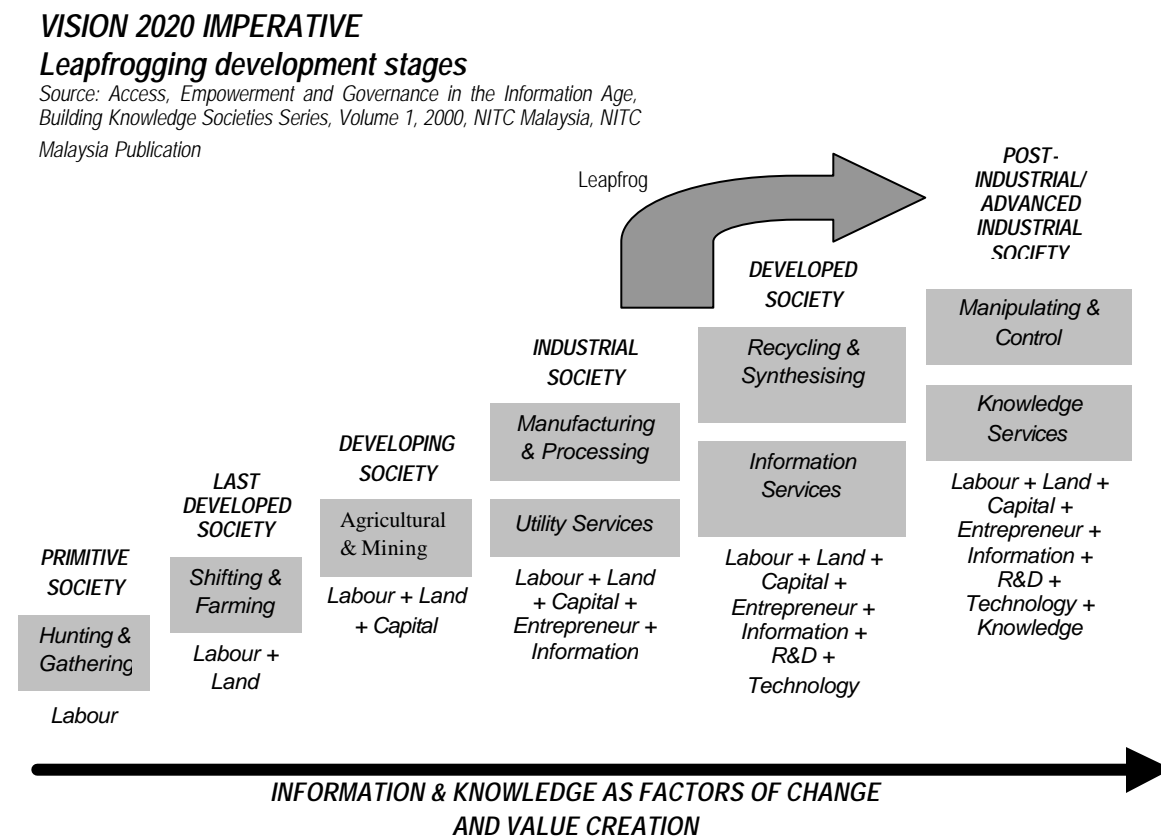 VISION 2020 IMPERATIVE
Leapfrogging development stages
Source: Access, Empowerment and Governance in the Information Age,
Building Knowledge Societies Series, Volume 1, 2000, NITC Malaysia, NITC
Malaysia Publication
Leapfrog
PRIMITIVE
SOCIETY
Hunting &
Gathering
Labour
LAST
DEVELOPED
SOCIETY
Shifting &
Farming
Labour +
Land
DEVELOPING
SOCIETY
Agricultural
& Mining
Labour + Land
+ Capital
INDUSTRIAL
SOCIETY
Manufacturing
& Processing
Utility Services
Labour + Land
+ Capital +
Entrepreneur +
Information
DEVELOPED
SOCIETY
Recycling &
Synthesising
Information
Services
Labour + Land +
Capital +
Entrepreneur +
Information +
R&D +
Technology
POST-
INDUSTRIAL/
ADVANCED
INDUSTRIAL
SOCIETY
Manipulating &
Control
Knowledge
Services
Labour + Land +
Capital +
Entrepreneur +
Information +
R&D +
Technology +
Knowledge
INFORMATION & KNOWLEDGE AS FACTORS OF CHANGE
AND VALUE CREATION